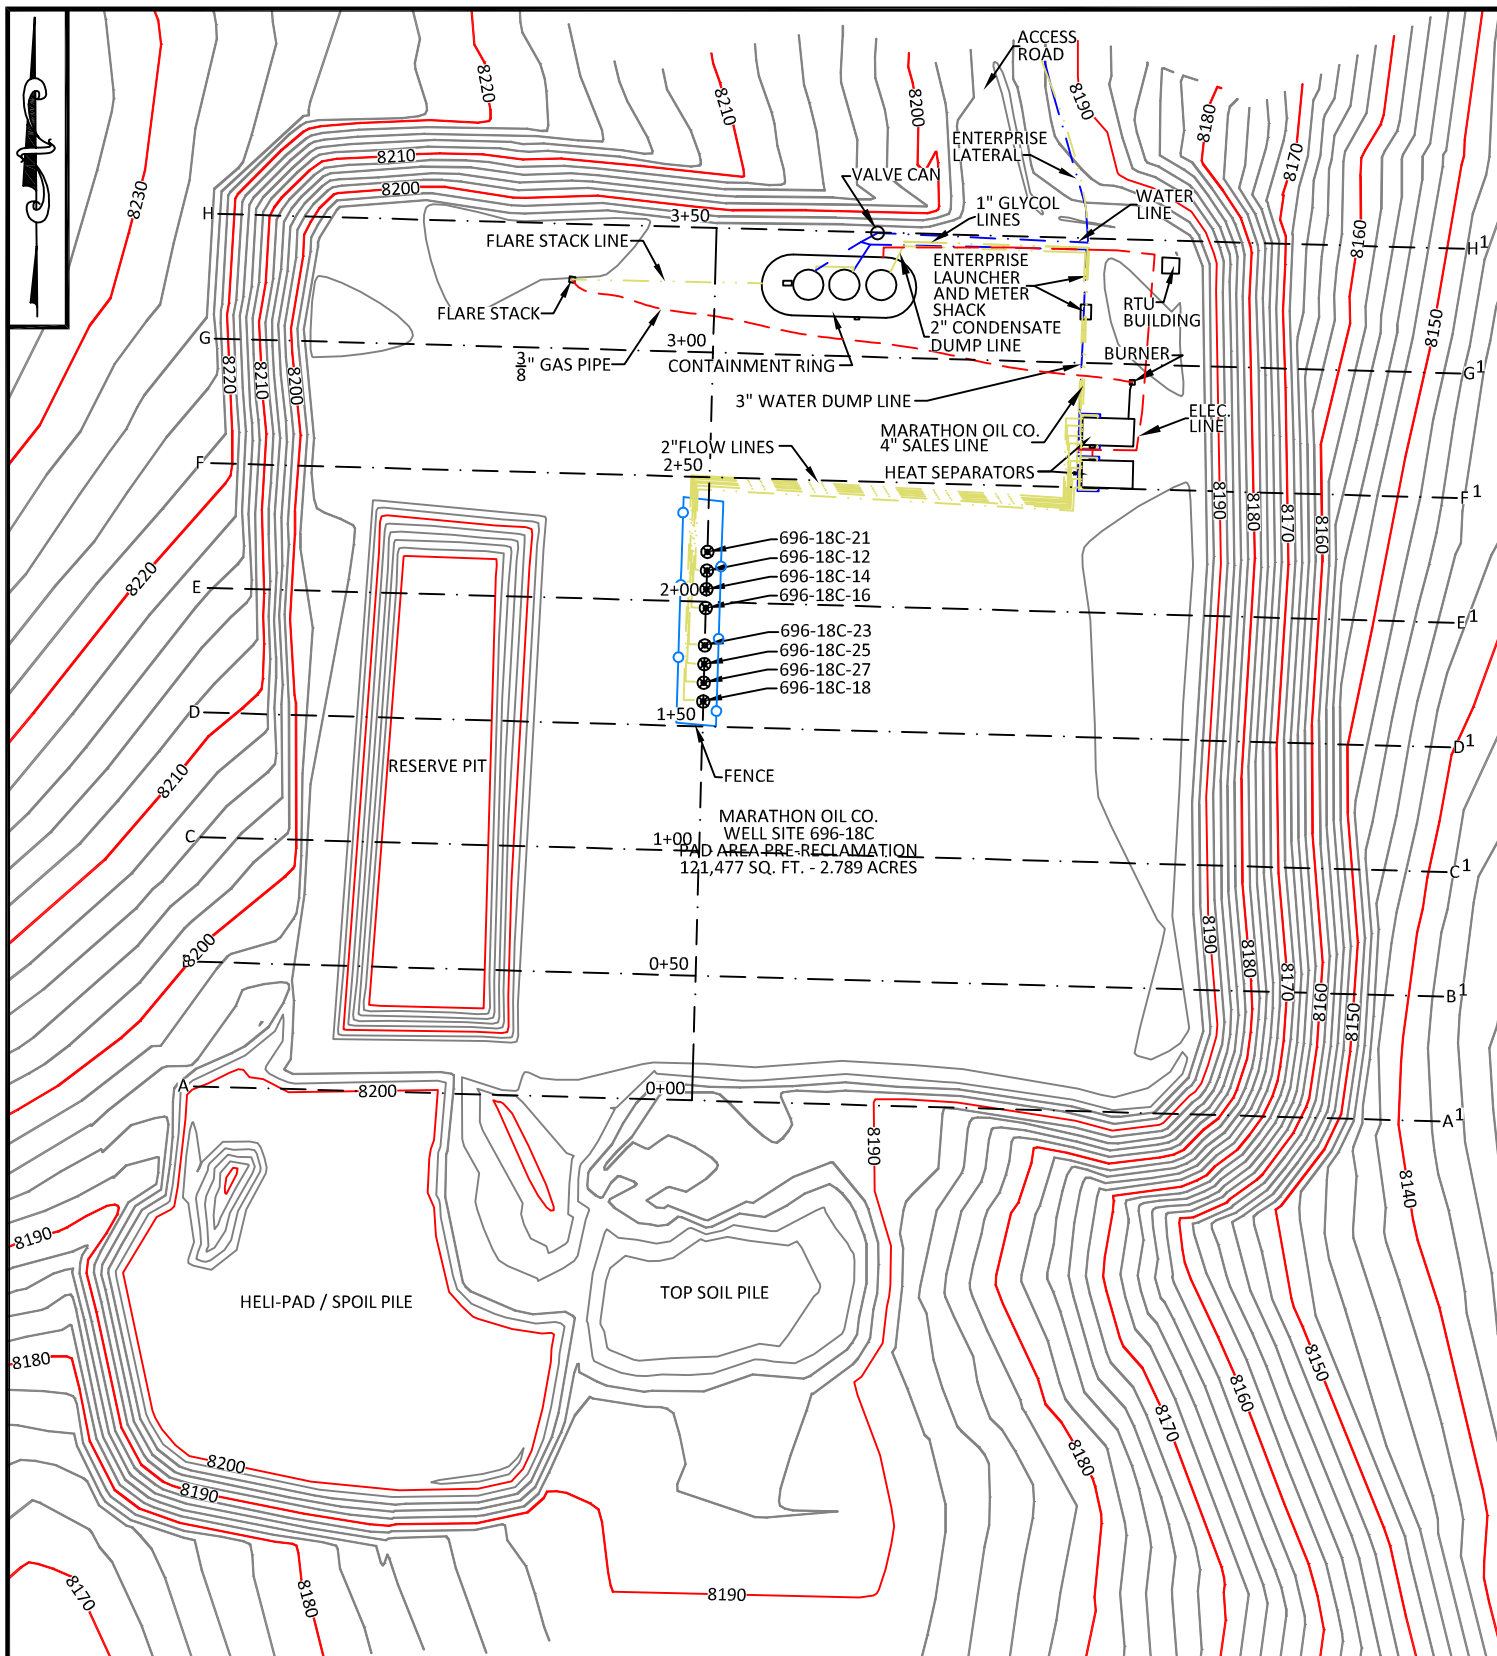 ACCESS
ROAD
8220
8210
8200
8190
8180
8170
8230
8210
8200
ENTERPRISE
LATERAL
VALVE CAN
1" GLYCOL
LINES
WATER
LINE
H
3+50
H1
8160
FLARE STACK LINE
ENTERPRISE
LAUNCHER
AND METER
SHACK
FLARE STACK
RTU
BUILDING
8150
2" CONDENSATE
DUMP LINE
G
3+00
G1
BURNER
3/8" GAS PIPE
CONTAINMENT RING
8220
8210
8200
3" WATER DUMP LINE
ELEC.
LINE
MARATHON OIL CO.
4" SALES LINE
2"FLOW LINES
HEAT SEPARATORS
F
2+50
F1
8190
8180
8170
8160
696-18C-21
696-18C-12
696-18C-14
696-18C-16
8220
E
2+00
E1
696-18C-23
696-18C-25
696-18C-27
696-18C-18
D
1+50
D1
RESERVE PIT
FENCE
8210
MARATHON OIL CO.
WELL SITE 696-18C
PAD AREA PRE-RECLAMATION
121,477 SQ. FT. - 2.789 ACRES
C
1+00
C1
8200
0+50
B1
8190
8180
8170
8160
8150
A
8200
0+00
A1
8190
8140
8190
HELI-PAD / SPOIL PILE
TOP SOIL PILE
8180
8150
8160
8170
8180
8200
8190
8170
8180
8190